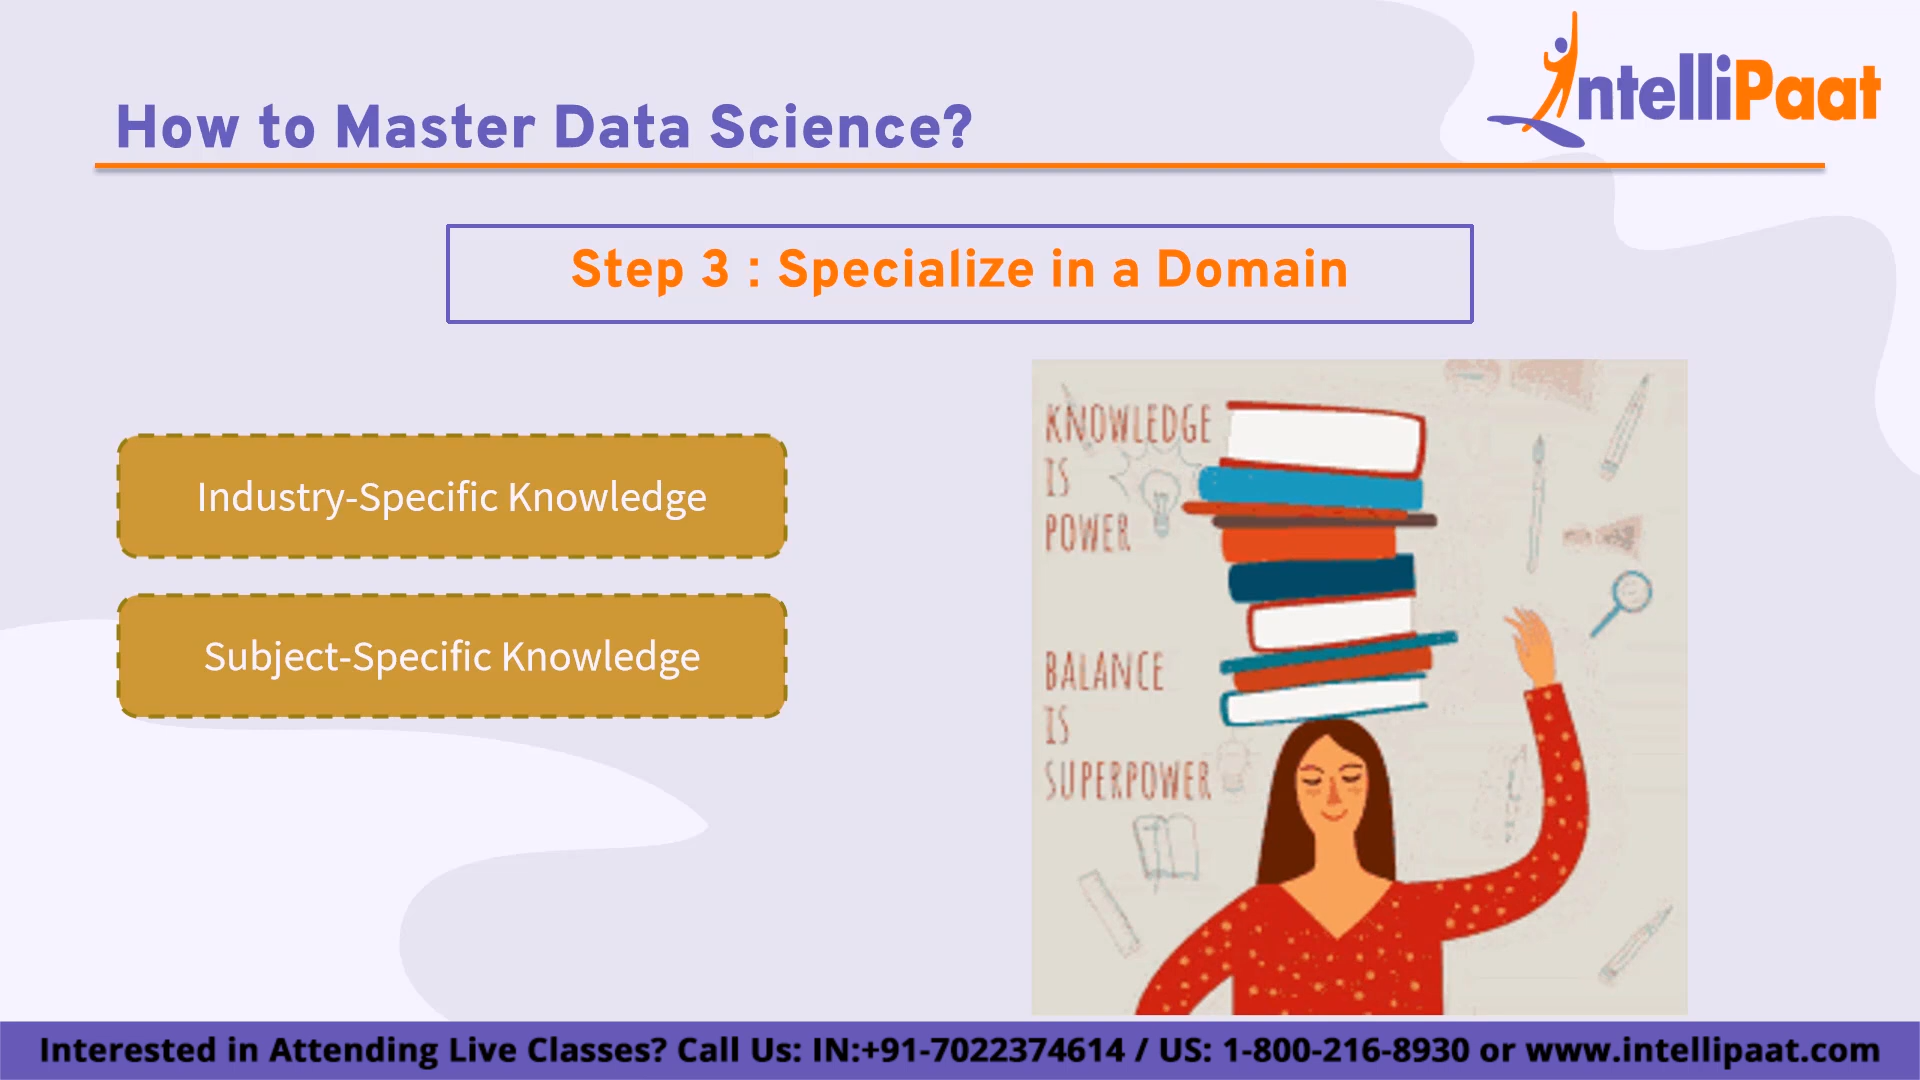 IntelliPaat
How to Master Data Science?
Step 3 : Specialize in a Domain
Industry-Specific Knowledge
Subject-Specific Knowledge
KNOWLEDGE
IS
POWER
BALANCE
IS
SUPERPOWER
Interested in Attending Live Classes? Call Us: IN:+91-7022374614 / US: 1-800-216-8930 or www.intellipaat.com